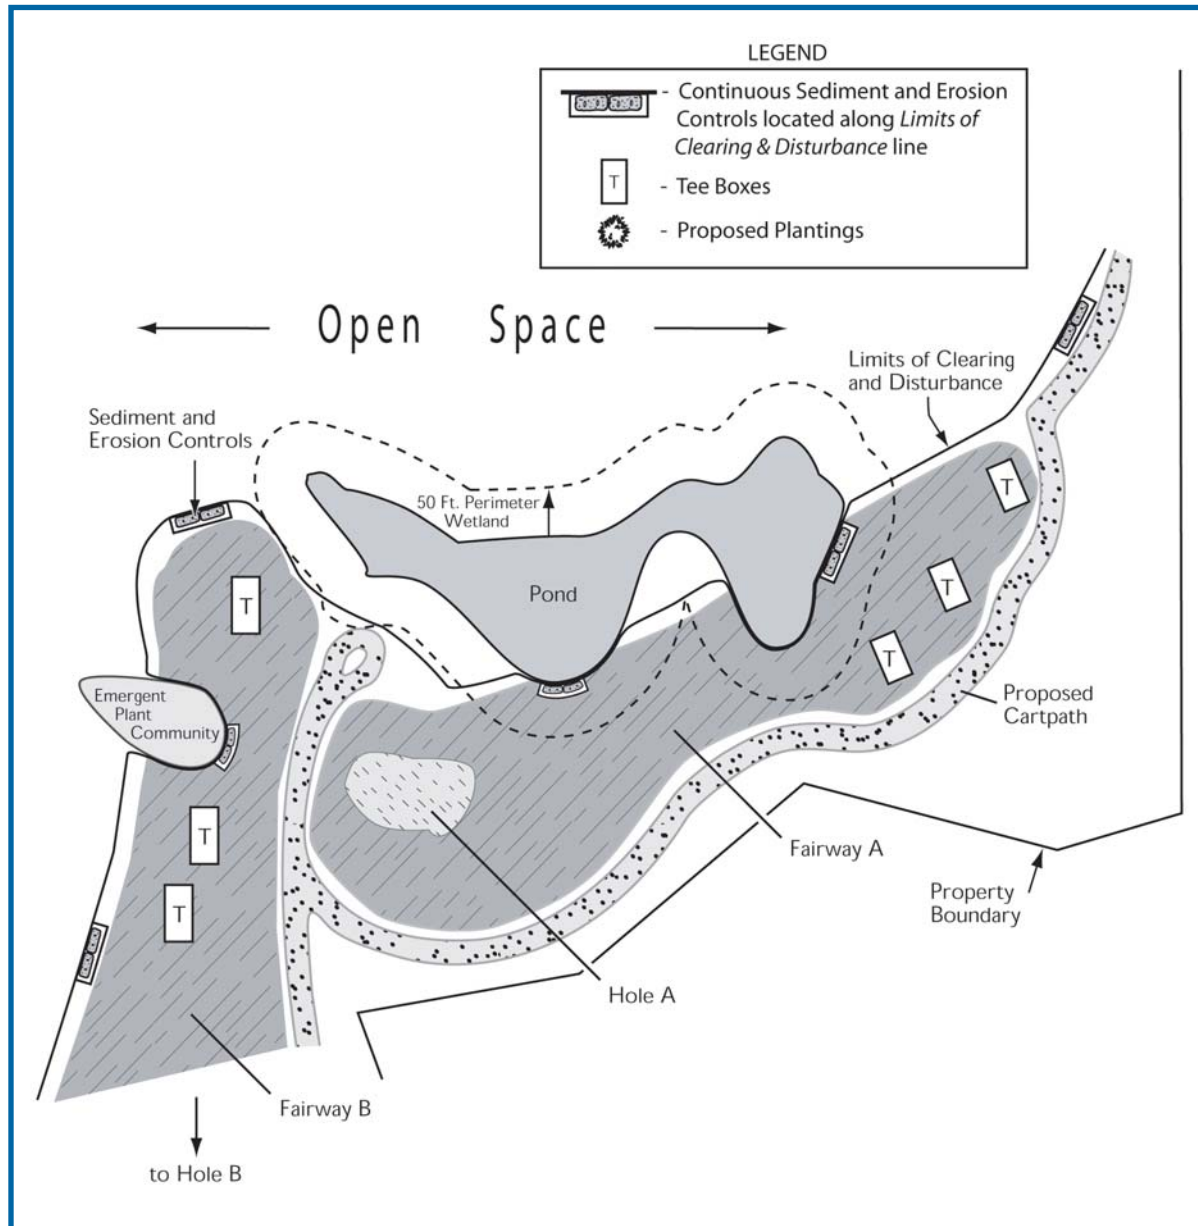 LEGEND
- Continuous Sediment and Erosion
Controls located along Limits of
Clearing & Disturbance line
T
- Tee Boxes
- Proposed Plantings
Open Space
Limits of Clearing
and Disturbance
Sediment and
Erosion Controls
50 Ft. Perimeter
Wetland
T
T
Pond
T
T
Emergent
Plant
Community
Proposed
Cartpath
T
Fairway A
T
Property
Boundary
Hole A
Fairway B
to Hole B